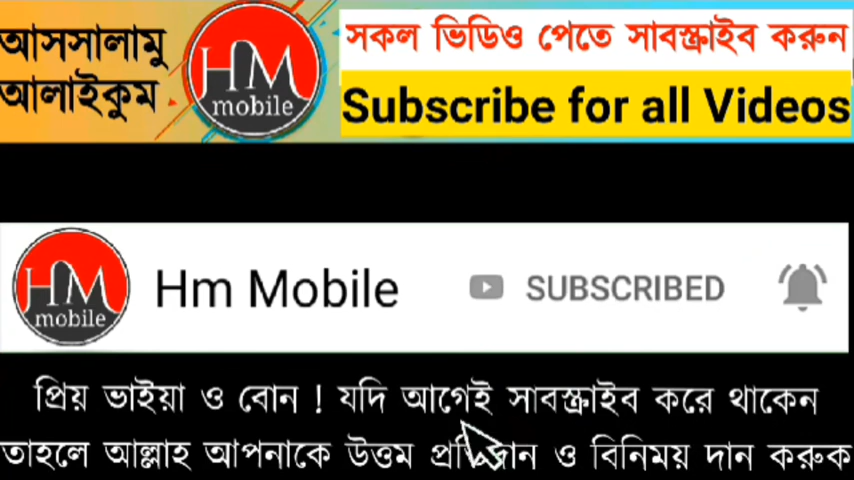 আসসালামু
আলাইকুম
HM
mobile
সকল ভিডিও পেতে সাবস্ক্রাইব করুন
Subscribe for all Videos
HM
mobile
Hm Mobile
SUBSCRIBED
প্রিয় ভাইয়া ও বোন ! যদি আগেই সাবস্ক্রাইব করে থাকেন
তাহলে আল্লাহ আপনাকে উত্তম প্রতিদান ও বিনিময় দান করুক